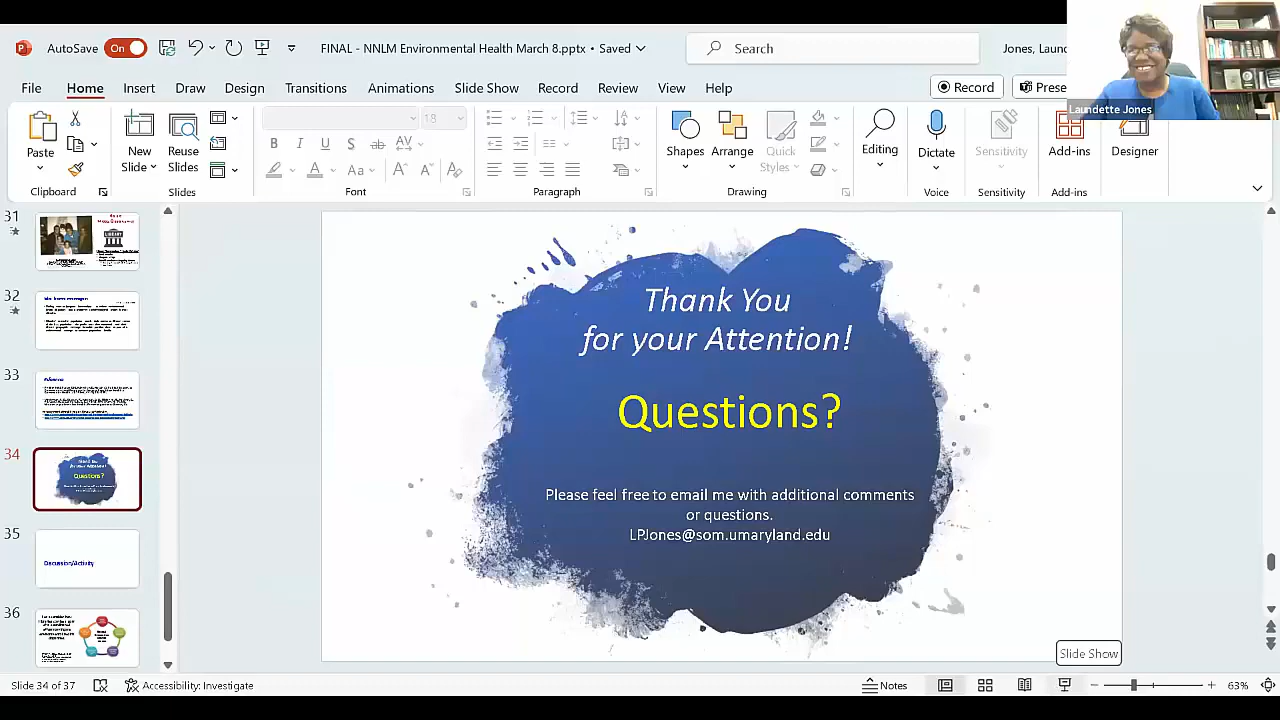 AutoSave On FINAL - NNLM Environmental Health March 8.pptx • Saved Search Jones, Laun
File Home Insert Draw Design Transitions Animations Slide Show Record Review View Help Record Prese
Laundette Jones
Paste New Slide Reuse Slides 18 Shapes Arrange Quick Styles Editing Dictate Sensitivity Add-ins Designer
Clipboard Slides Font Paragraph Drawing Voice Sensitivity Add-ins
31
LIBRARY
32
33
34
35
Discussion/Activity
36
Thank You
for your Attention!
Questions?
Please feel free to email me with additional comments
or questions.
LPJones@som.umaryland.edu
Slide Show
Slide 34 of 37 Accessibility: Investigate Notes 63%